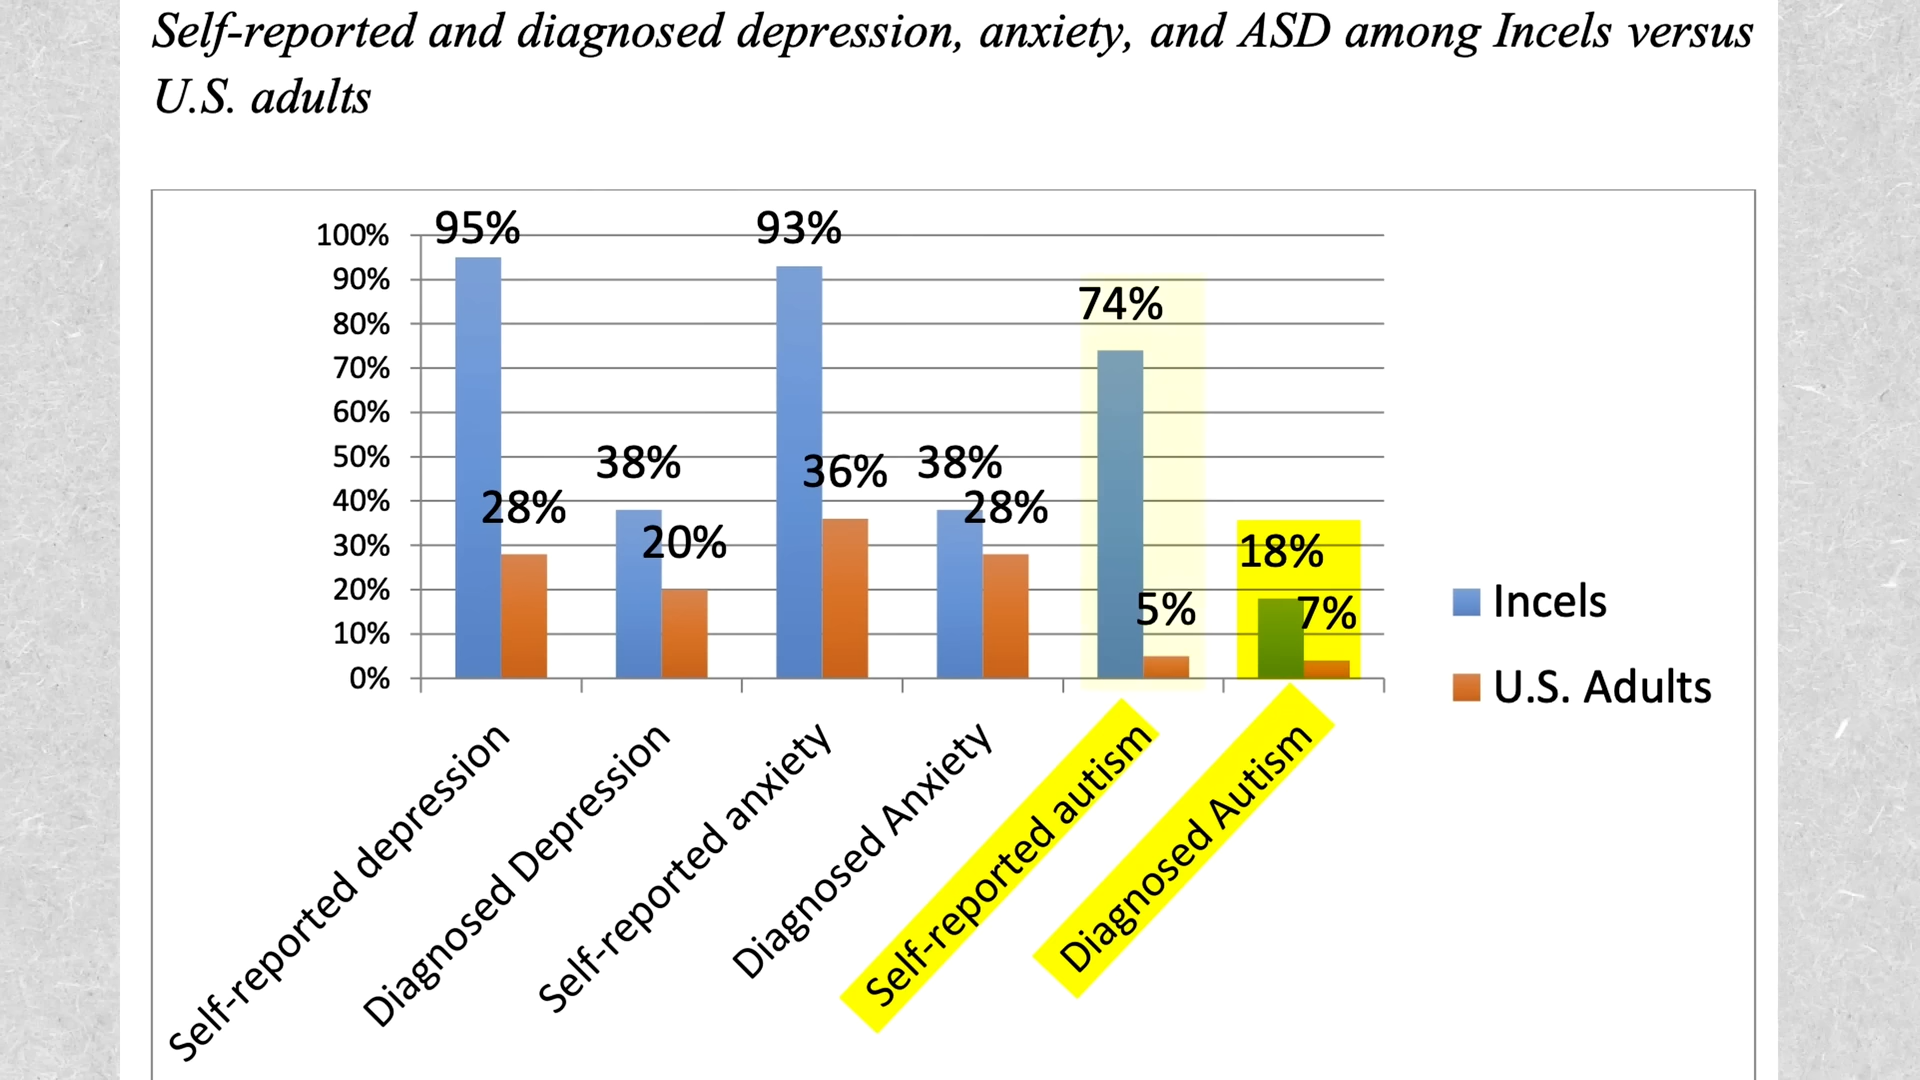 Self-reported and diagnosed depression, anxiety, and ASD among Incels versus
U.S. adults
100%
90%
80%
70%
60%
50%
40%
30%
20%
10%
0%
95%
28%
38%
20%
93%
36%
38%
28%
74%
5%
18%
7%
Self-reported depression
Diagnosed Depression
Self-reported anxiety
Diagnosed Anxiety
Self-reported autism
Diagnosed Autism
Incels
U.S. Adults